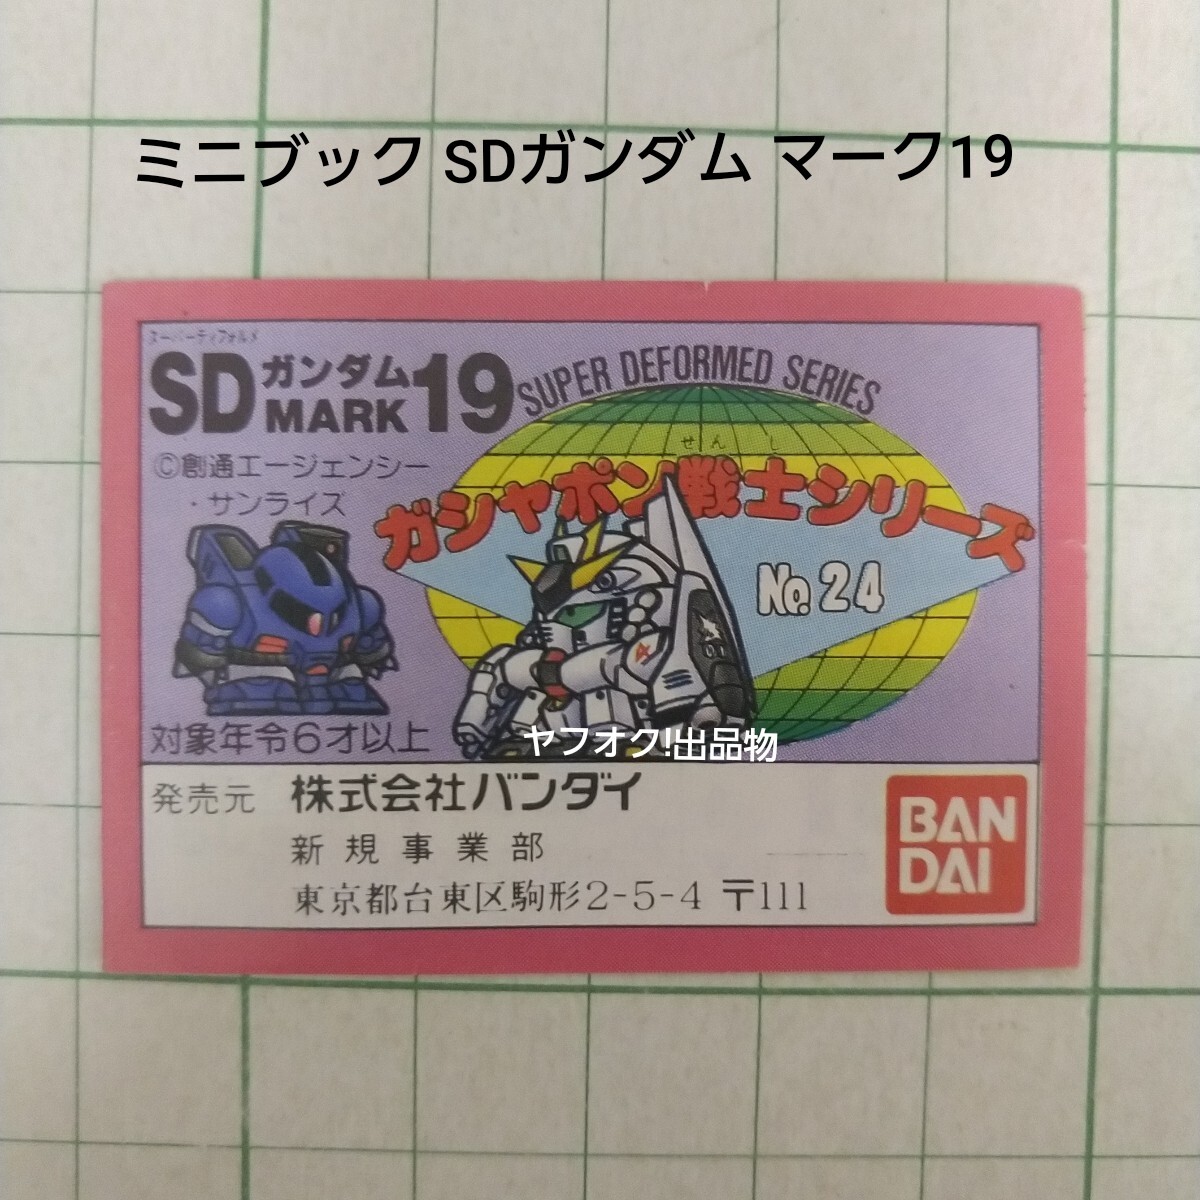 ミニブック SDガンダム マーク19
スーパーディフォルメ
SDガンダム MARK 19
SUPER DEFORMED SERIES
©創通エージェンシー
・サンライズ
せんし
ガシャポン戦士シリーズ
No.24
対象年令6才以上
ヤフオク!出品物
発売元 株式会社バンダイ
新規事業部
東京都台東区駒形2-5-4 〒111
BAN
DAI